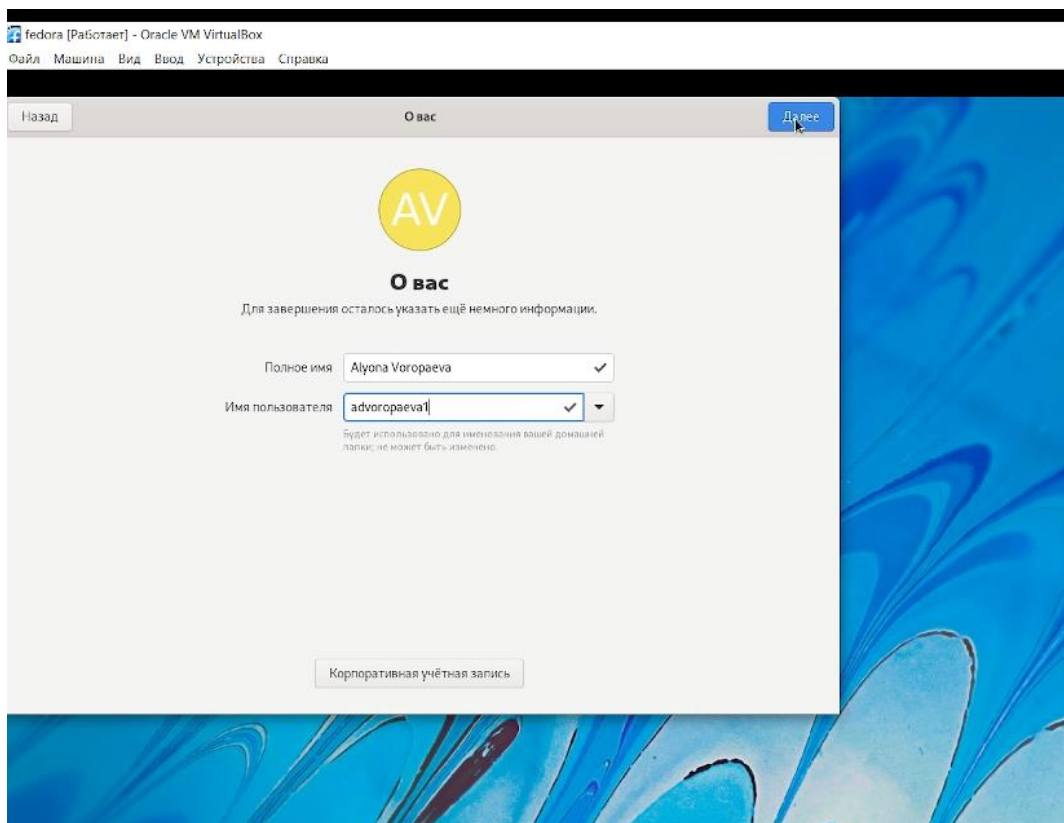 fedora [Работает] - Oracle VM VirtualBox
Файл Машина Вид Ввод Устройства Справка
Назад
О вас
Далее
AV
О вас
Для завершения осталось указать ещё немного информации.
Полное имя Alyona Voropaeva
Имя пользователя advoropaeva1
Будет использовано для именования вашей домашней
папки; не может быть изменено.
Корпоративная учётная запись